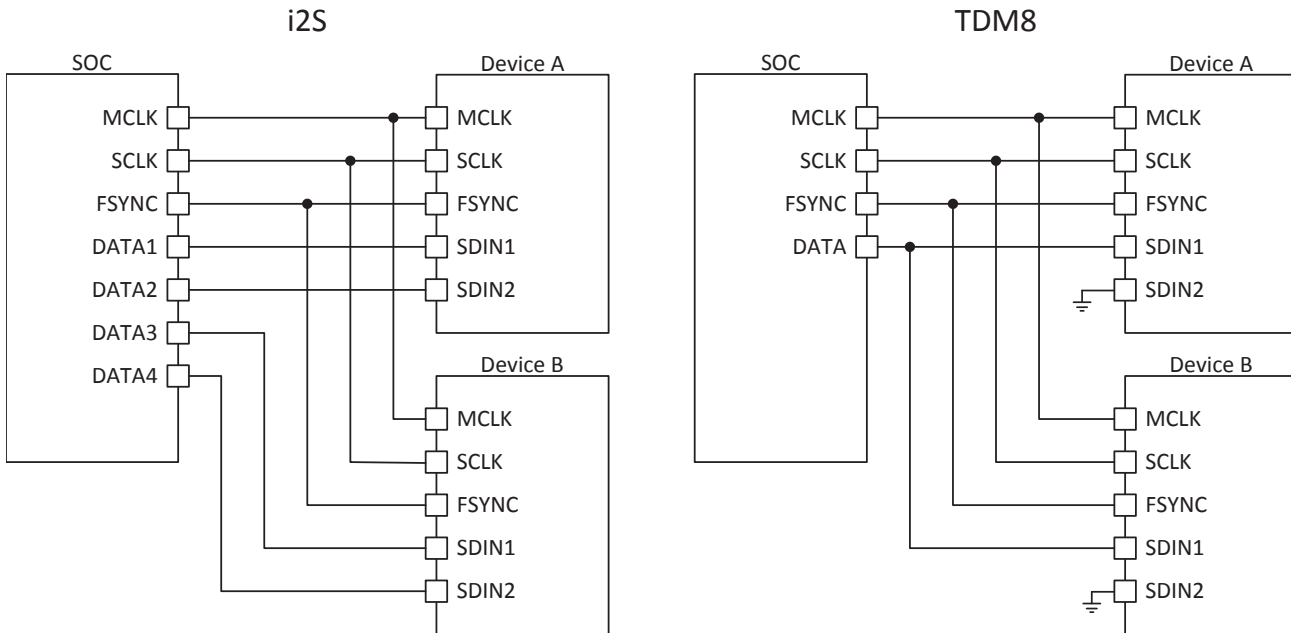 i2S
SOC
MCLK
SCLK
FSYNC
DATA1
DATA2
DATA3
DATA4
Device A
MCLK
SCLK
FSYNC
SDIN1
SDIN2
Device B
MCLK
SCLK
FSYNC
SDIN1
SDIN2
TDM8
SOC
MCLK
SCLK
FSYNC
DATA
Device A
MCLK
SCLK
FSYNC
SDIN1
SDIN2
Device B
MCLK
SCLK
FSYNC
SDIN1
SDIN2